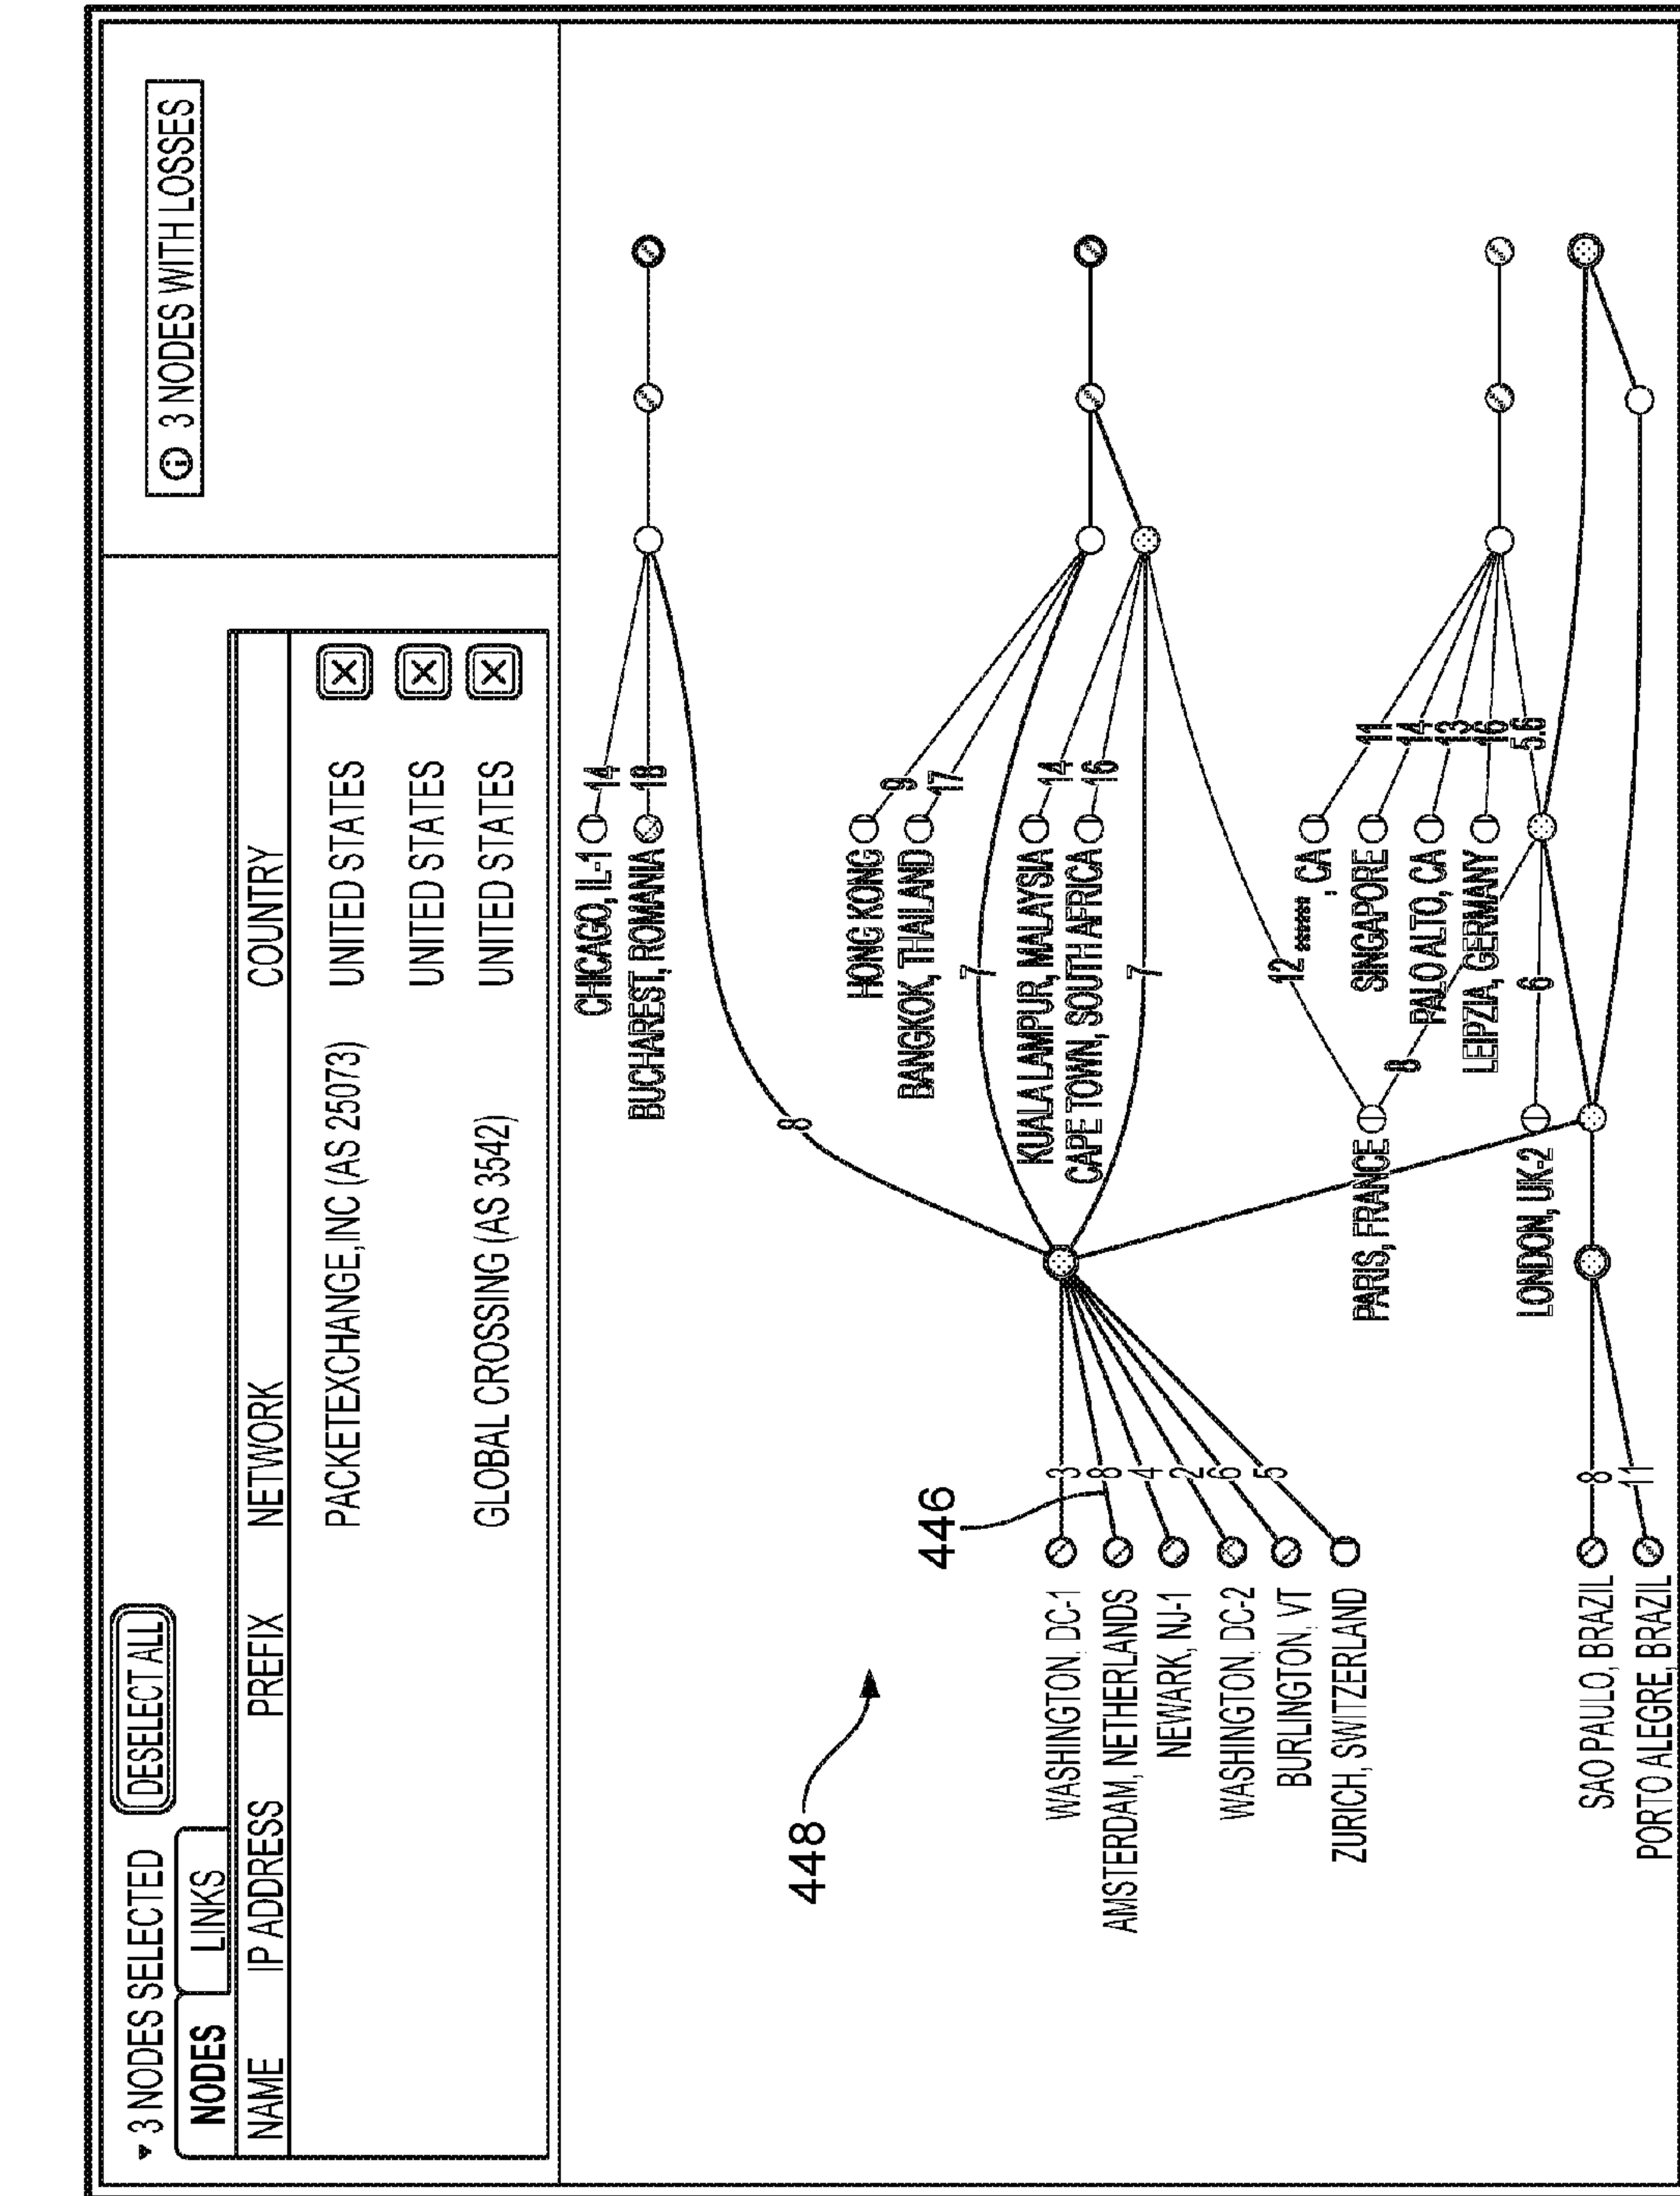 ▾ 3 NODES SELECTED DESELECT ALL
3 NODES WITH LOSSES
NODES LINKS
NAME IP ADDRESS PREFIX NETWORK COUNTRY
PACKETEXCHANGE,INC (AS 25073) UNITED STATES X
UNITED STATES X
GLOBAL CROSSING (AS 3542) UNITED STATES X
CHICAGO, IL-1 14
BUCHAREST, ROMANIA 18
8
448
HONG KONG 9
BANGKOK, THAILAND 17
446
7
KUALA LAMPUR, MALAYSIA 14
CAPE TOWN, SOUTH AFRICA 16
7
WASHINGTON, DC-1 3
AMSTERDAM, NETHERLANDS 8
NEWARK, NJ-1 4
WASHINGTON, DC-2 2
BURLINGTON, VT 6
ZURICH, SWITZERLAND 5
12
******, CA 11
PARIS, FRANCE
SINGAPORE 14
8
PALO ALTO, CA 13
LEIPZIA, GERMANY 16
5.6
LONDON, UK-2 6
SAO PAULO, BRAZIL 8
PORTO ALEGRE, BRAZIL 11